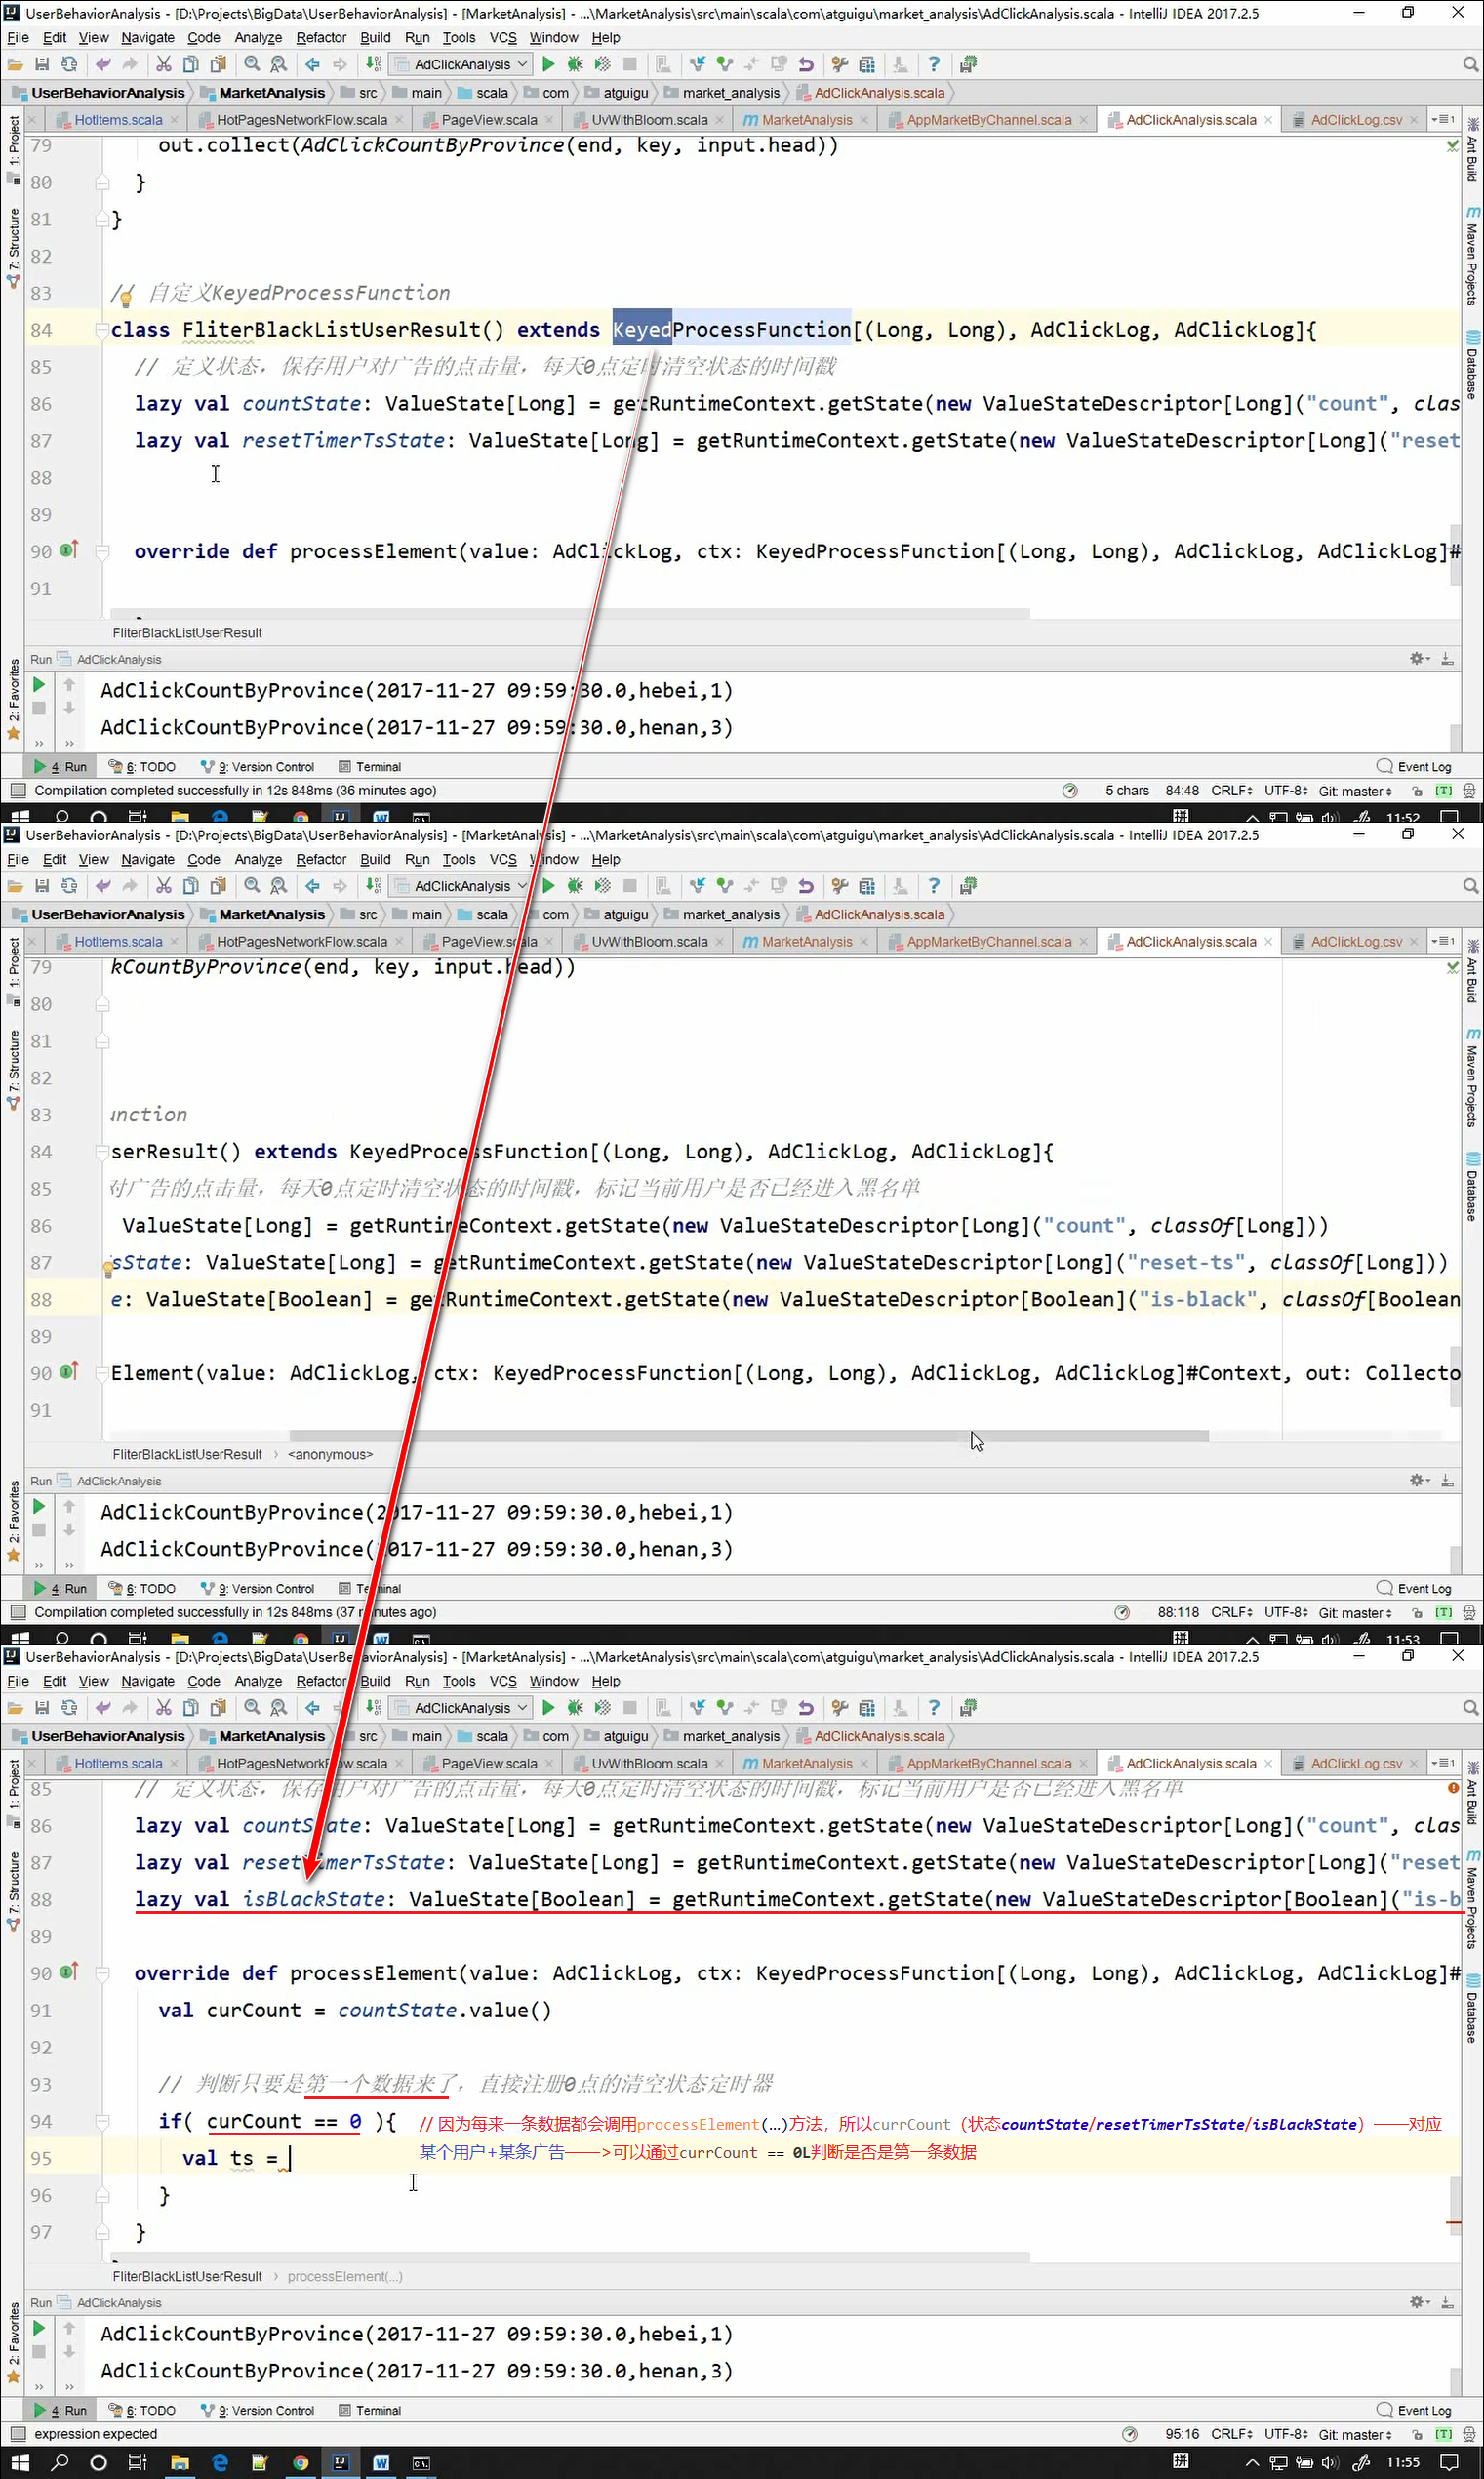 UserBehaviorAnalysis - [D:\Projects\BigData\UserBehaviorAnalysis] - [MarketAnalysis] - ...\MarketAnalysis\src\main\scala\com\atguigu\market_analysis\AdClickAnalysis.scala - IntelliJ IDEA 2017.2.5
File Edit View Navigate Code Analyze Refactor Build Run Tools VCS Window Help
AdClickAnalysis
UserBehaviorAnalysis MarketAnalysis src main scala com atguigu market_analysis AdClickAnalysis.scala
HotItems.scala HotPagesNetworkFlow.scala PageView.scala UvWithBloom.scala MarketAnalysis AppMarketByChannel.scala AdClickAnalysis.scala AdClickLog.csv
1: Project
7: Structure
2: Favorites
Ant Build
Maven Projects
Database
79 out.collect(AdClickCountByProvince(end, key, input.head))
80 }
81 }
82
83 // 自定义KeyedProcessFunction
84 class FliterBlackListUserResult() extends KeyedProcessFunction[(Long, Long), AdClickLog, AdClickLog]{
85 // 定义状态，保存用户对广告的点击量，每天0点定时清空状态的时间戳
86 lazy val countState: ValueState[Long] = getRuntimeContext.getState(new ValueStateDescriptor[Long]("count", clas
87 lazy val resetTimerTsState: ValueState[Long] = getRuntimeContext.getState(new ValueStateDescriptor[Long]("reset
88
89
90 override def processElement(value: AdClickLog, ctx: KeyedProcessFunction[(Long, Long), AdClickLog, AdClickLog]#
91
FliterBlackListUserResult
Run AdClickAnalysis
AdClickCountByProvince(2017-11-27 09:59:30.0,hebei,1)
AdClickCountByProvince(2017-11-27 09:59:30.0,henan,3)
4: Run 6: TODO 9: Version Control Terminal Event Log
Compilation completed successfully in 12s 848ms (36 minutes ago) 5 chars 84:48 CRLF UTF-8 Git: master [T]
11:52
UserBehaviorAnalysis - [D:\Projects\BigData\UserBehaviorAnalysis] - [MarketAnalysis] - ...\MarketAnalysis\src\main\scala\com\atguigu\market_analysis\AdClickAnalysis.scala - IntelliJ IDEA 2017.2.5
File Edit View Navigate Code Analyze Refactor Build Run Tools VCS Window Help
AdClickAnalysis
UserBehaviorAnalysis MarketAnalysis src main scala com atguigu market_analysis AdClickAnalysis.scala
HotItems.scala HotPagesNetworkFlow.scala PageView.scala UvWithBloom.scala MarketAnalysis AppMarketByChannel.scala AdClickAnalysis.scala AdClickLog.csv
1: Project
7: Structure
2: Favorites
Ant Build
Maven Projects
Database
79 kCountByProvince(end, key, input.head))
80
81
82
83 unction
84 serResult() extends KeyedProcessFunction[(Long, Long), AdClickLog, AdClickLog]{
85 对广告的点击量，每天0点定时清空状态的时间戳，标记当前用户是否已经进入黑名单
86 ValueState[Long] = getRuntimeContext.getState(new ValueStateDescriptor[Long]("count", classOf[Long]))
87 sState: ValueState[Long] = getRuntimeContext.getState(new ValueStateDescriptor[Long]("reset-ts", classOf[Long]))
88 e: ValueState[Boolean] = getRuntimeContext.getState(new ValueStateDescriptor[Boolean]("is-black", classOf[Boolean
89
90 Element(value: AdClickLog, ctx: KeyedProcessFunction[(Long, Long), AdClickLog, AdClickLog]#Context, out: Collecto
91
FliterBlackListUserResult <anonymous>
Run AdClickAnalysis
AdClickCountByProvince(2017-11-27 09:59:30.0,hebei,1)
AdClickCountByProvince(2017-11-27 09:59:30.0,henan,3)
4: Run 6: TODO 9: Version Control Terminal Event Log
Compilation completed successfully in 12s 848ms (37 minutes ago) 88:118 CRLF UTF-8 Git: master [T]
11:53
UserBehaviorAnalysis - [D:\Projects\BigData\UserBehaviorAnalysis] - [MarketAnalysis] - ...\MarketAnalysis\src\main\scala\com\atguigu\market_analysis\AdClickAnalysis.scala - IntelliJ IDEA 2017.2.5
File Edit View Navigate Code Analyze Refactor Build Run Tools VCS Window Help
AdClickAnalysis
UserBehaviorAnalysis MarketAnalysis src main scala com atguigu market_analysis AdClickAnalysis.scala
HotItems.scala HotPagesNetworkFlow.scala PageView.scala UvWithBloom.scala MarketAnalysis AppMarketByChannel.scala AdClickAnalysis.scala AdClickLog.csv
1: Project
7: Structure
2: Favorites
Ant Build
Maven Projects
Database
85 // 定义状态，保存用户对广告的点击量，每天0点定时清空状态的时间戳，标记当前用户是否已经进入黑名单
86 lazy val countState: ValueState[Long] = getRuntimeContext.getState(new ValueStateDescriptor[Long]("count", clas
87 lazy val resetTimerTsState: ValueState[Long] = getRuntimeContext.getState(new ValueStateDescriptor[Long]("reset
88 lazy val isBlackState: ValueState[Boolean] = getRuntimeContext.getState(new ValueStateDescriptor[Boolean]("is-b
89
90 override def processElement(value: AdClickLog, ctx: KeyedProcessFunction[(Long, Long), AdClickLog, AdClickLog]#
91 val curCount = countState.value()
92
93 // 判断只要是第一个数据来了，直接注册0点的清空状态定时器
94 if( curCount == 0 ){ // 因为每来一条数据都会调用processElement(...)方法，所以currCount（状态countState/resetTimerTsState/isBlackState）——对应
95 val ts = 某个用户+某条广告——>可以通过currCount == 0L判断是否是第一条数据
96 }
97 }
FliterBlackListUserResult processElement(...)
Run AdClickAnalysis
AdClickCountByProvince(2017-11-27 09:59:30.0,hebei,1)
AdClickCountByProvince(2017-11-27 09:59:30.0,henan,3)
4: Run 6: TODO 9: Version Control Terminal Event Log
expression expected 95:16 CRLF UTF-8 Git: master [T]
拼 11:55